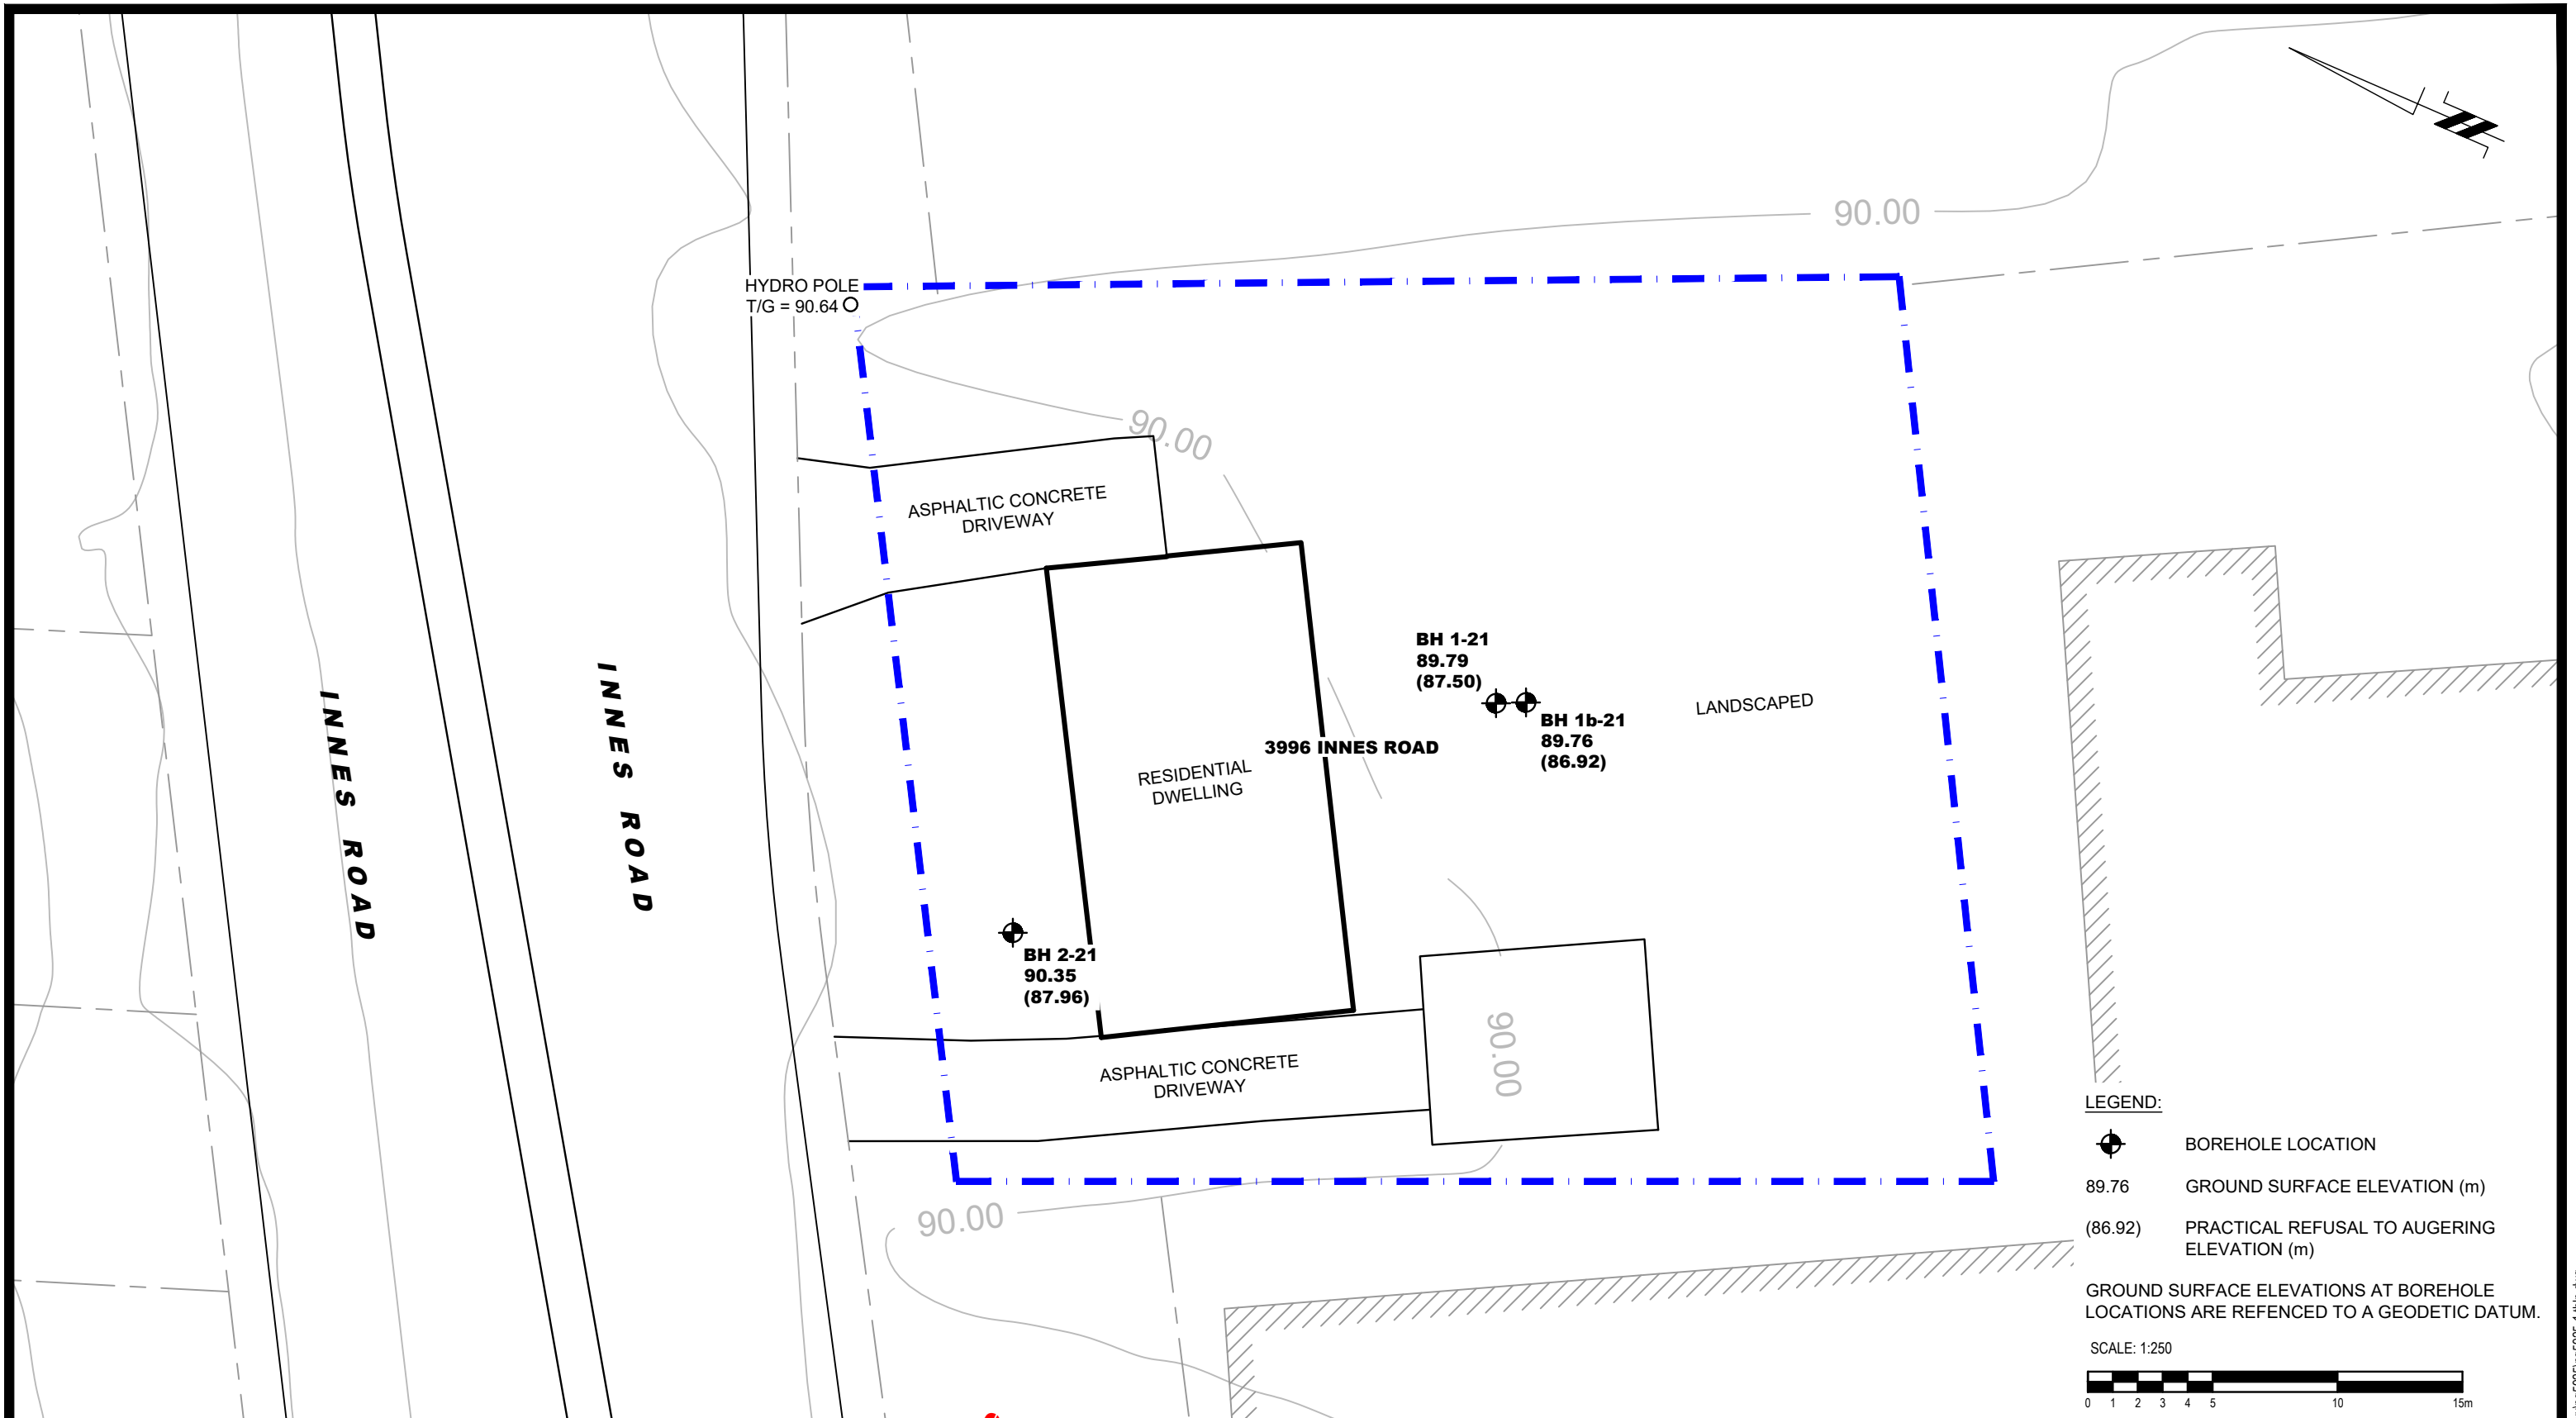 90.00
HYDRO POLE
T/G = 90.64
90.00
ASPHALTIC CONCRETE
DRIVEWAY
INNES ROAD
INNES ROAD
BH 1-21
89.79
(87.50)
BH 1b-21
89.76
(86.92)
LANDSCAPED
3996 INNES ROAD
RESIDENTIAL
DWELLING
BH 2-21
90.35
(87.96)
ASPHALTIC CONCRETE
DRIVEWAY
90.00
90.00
LEGEND:
BOREHOLE LOCATION
89.76 GROUND SURFACE ELEVATION (m)
(86.92) PRACTICAL REFUSAL TO AUGERING
ELEVATION (m)
GROUND SURFACE ELEVATIONS AT BOREHOLE
LOCATIONS ARE REFENCED TO A GEODETIC DATUM.
SCALE: 1:250
0 1 2 3 4 5 10 15m